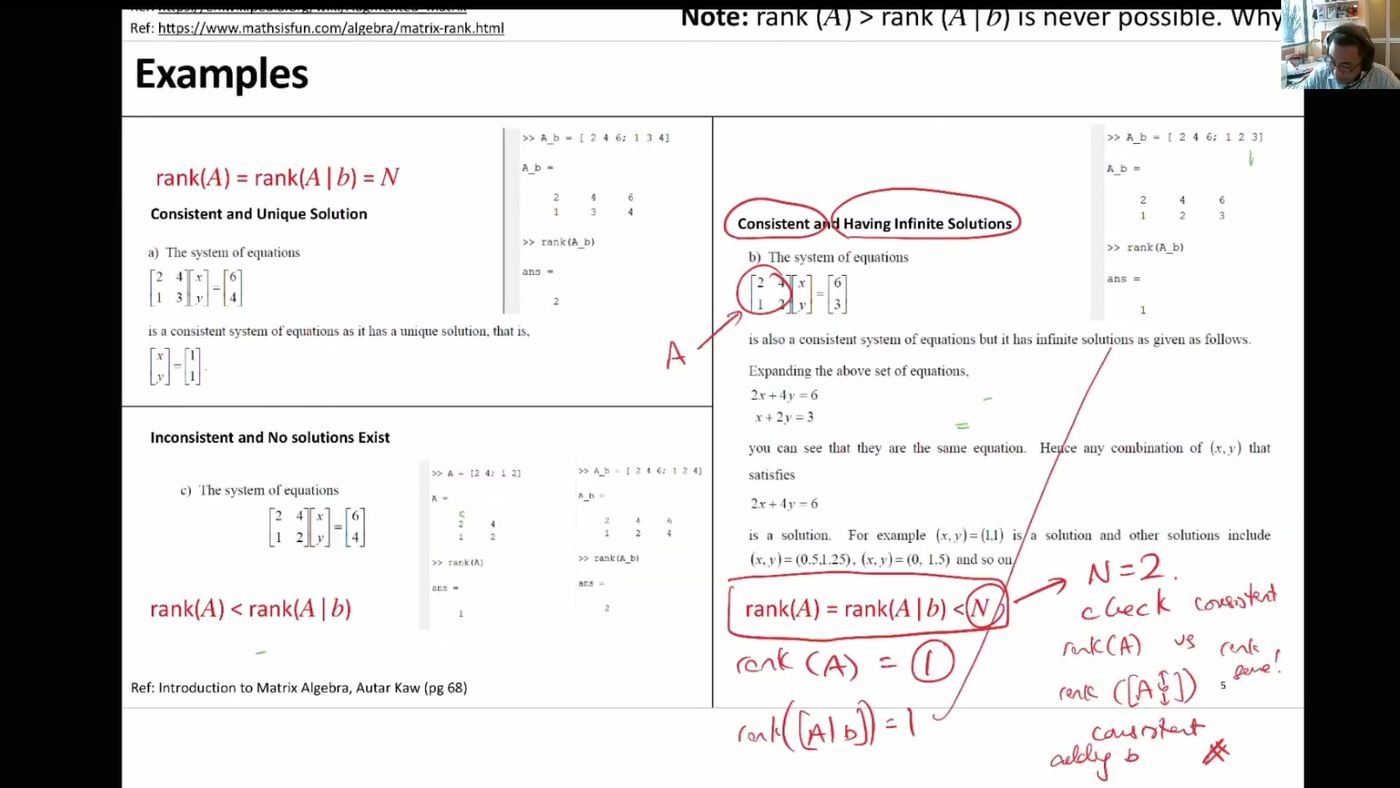 Ref: https://www.mathsisfun.com/algebra/matrix-rank.html
Note: rank (A) > rank (A | b) is never possible. Why
Examples
rank(A) = rank(A | b) = N
Consistent and Unique Solution
a) The system of equations
[2 4; 1 3][x; y] = [6; 4]
is a consistent system of equations as it has a unique solution, that is,
[x; y] = [1; 1].
>> A_b = [ 2 4 6; 1 3 4]
A_b =
2 4 6
1 3 4
>> rank(A_b)
ans =
2
Consistent and Having Infinite Solutions
b) The system of equations
[2 4; 1 2][x; y] = [6; 3]
A
is also a consistent system of equations but it has infinite solutions as given as follows.
Expanding the above set of equations,
2x + 4y = 6
x + 2y = 3
you can see that they are the same equation. Hence any combination of (x, y) that
satisfies
2x + 4y = 6
is a solution. For example (x, y) = (1,1) is a solution and other solutions include
(x, y) = (0.5,1.25), (x, y) = (0, 1.5) and so on
rank(A) = rank(A | b) < N
rank (A) = 1
rank([A | b]) = 1
>> A_b = [ 2 4 6; 1 2 3]
b
A_b =
2 4 6
1 2 3
>> rank(A_b)
ans =
1
N = 2.
check consistent
rank(A) vs rank
rank ([A]) same!
5
consistent
adding b
Inconsistent and No solutions Exist
c) The system of equations
[2 4; 1 2][x; y] = [6; 4]
rank(A) < rank(A | b)
>> A = [2 4; 1 2]
A =
c
2 4
1 2
>> rank(A)
ans =
1
>> A_b = [ 2 4 6; 1 2 4]
A_b =
2 4 6
1 2 4
>> rank(A_b)
ans =
2
Ref: Introduction to Matrix Algebra, Autar Kaw (pg 68)